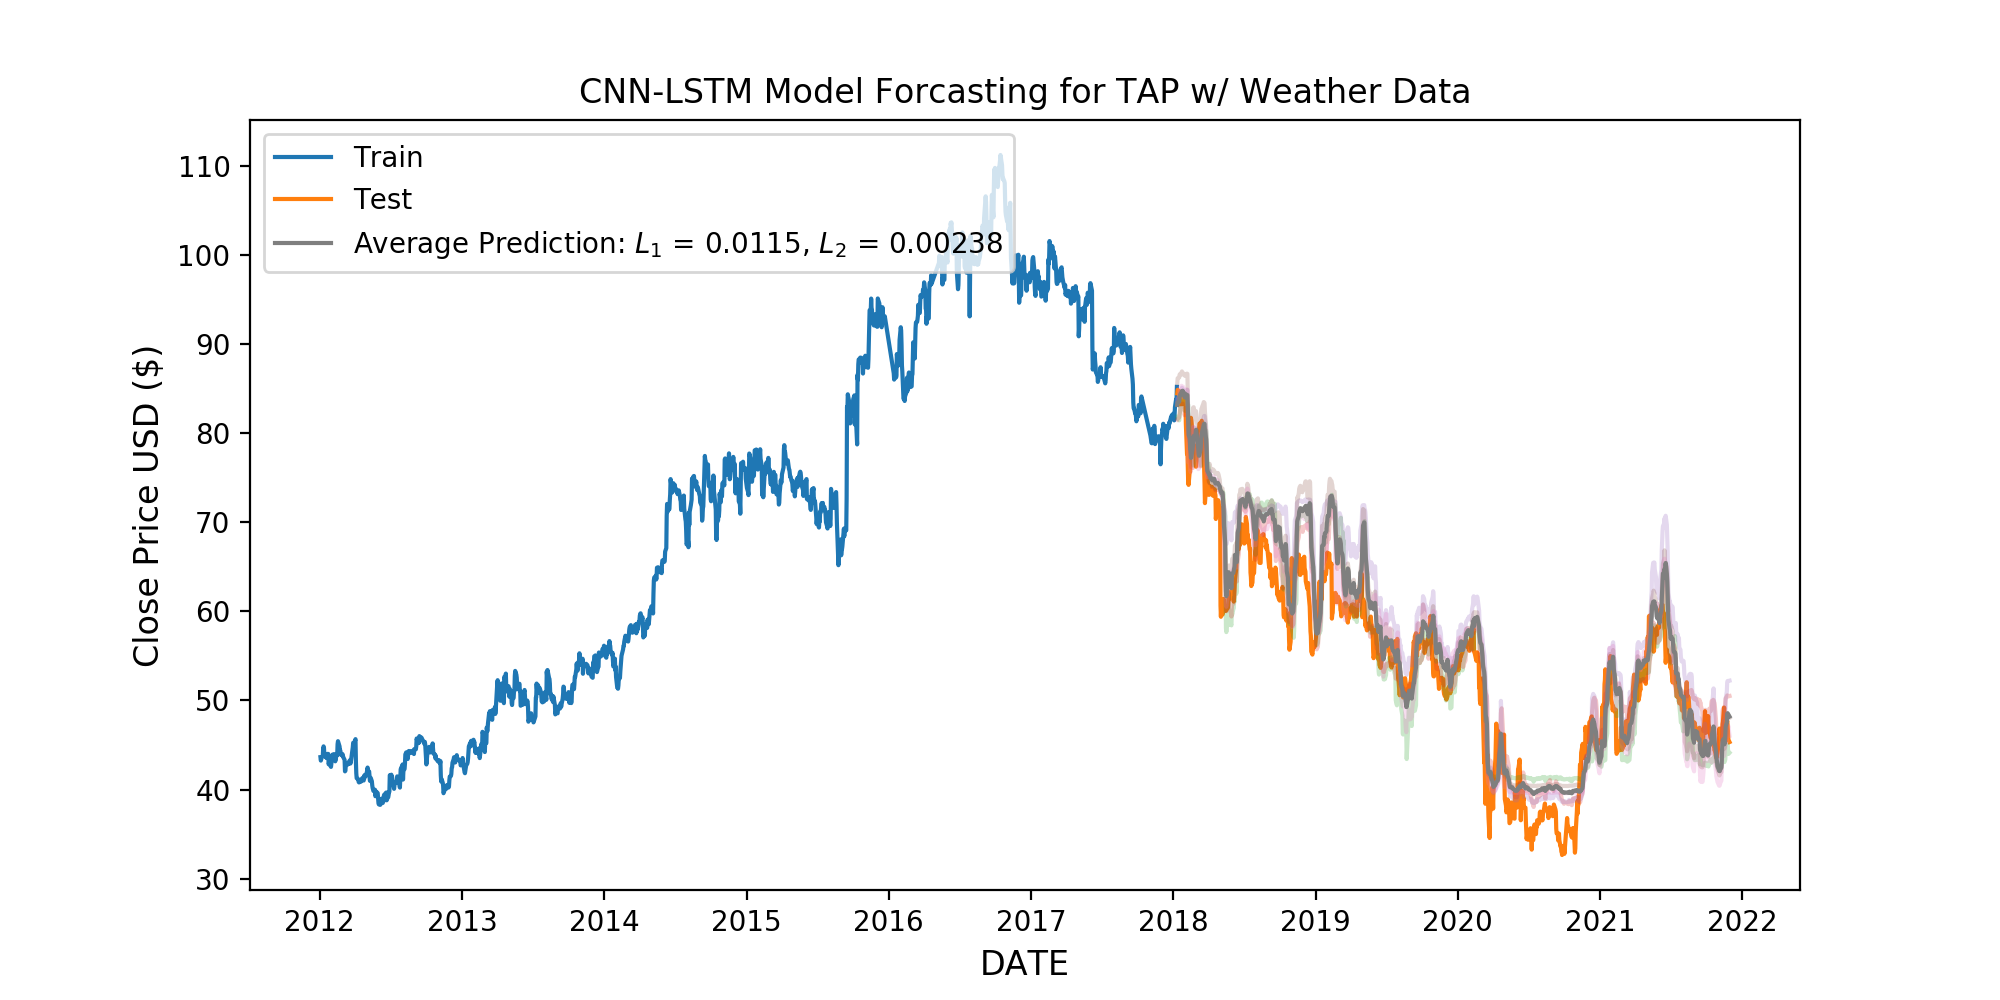 CNN-LSTM Model Forcasting for TAP w/ Weather Data
Train
Test
Average Prediction: L₁ = 0.0115, L₂ = 0.00238
Close Price USD ($)
110
100
90
80
70
60
50
40
30
2012 2013 2014 2015 2016 2017 2018 2019 2020 2021 2022
DATE